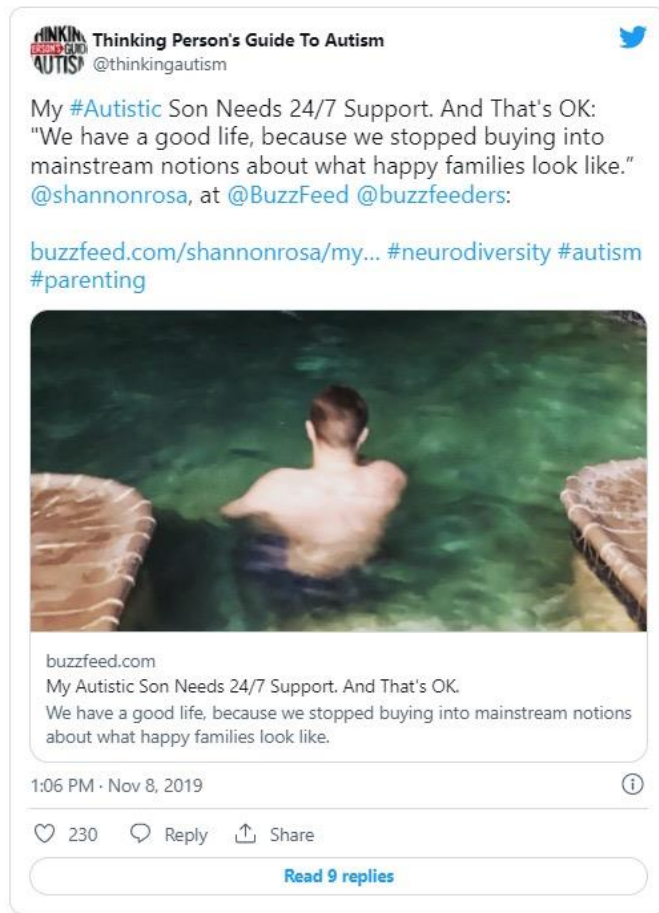 THINKING
PERSON'S GUIDE
AUTISM
Thinking Person's Guide To Autism
@thinkingautism
My #Autistic Son Needs 24/7 Support. And That's OK:
"We have a good life, because we stopped buying into
mainstream notions about what happy families look like.”
@shannonrosa, at @BuzzFeed @buzzfeeders:
buzzfeed.com/shannonrosa/my... #neurodiversity #autism
#parenting
buzzfeed.com
My Autistic Son Needs 24/7 Support. And That's OK.
We have a good life, because we stopped buying into mainstream notions
about what happy families look like.
1:06 PM · Nov 8, 2019
230 Reply Share
Read 9 replies